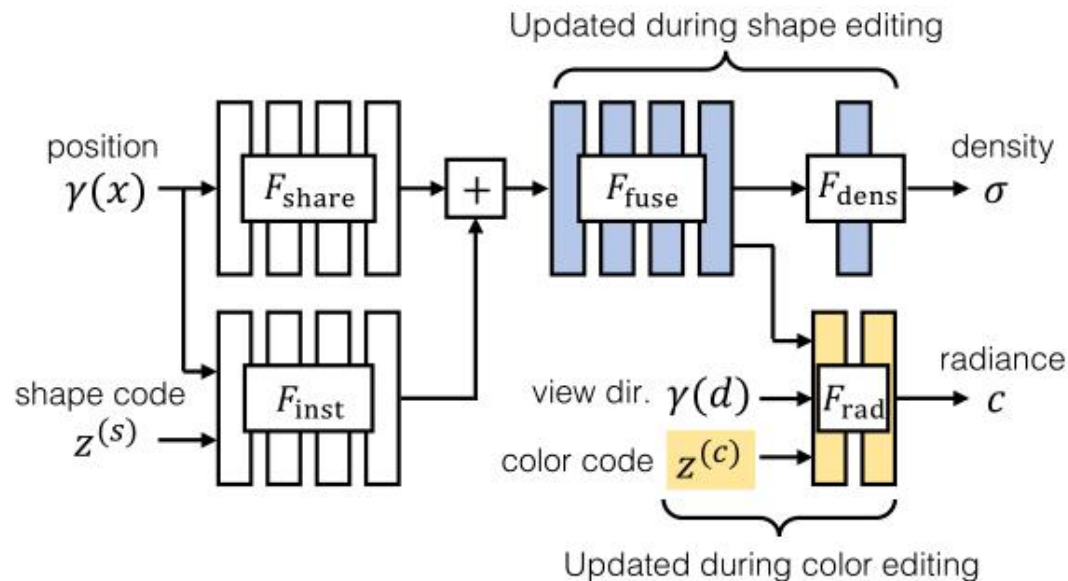 Updated during shape editing
position
γ(x)
F_share
+
F_fuse
F_dens
density
σ
shape code
z^(s)
F_inst
view dir. γ(d)
color code z^(c)
F_rad
radiance
c
Updated during color editing